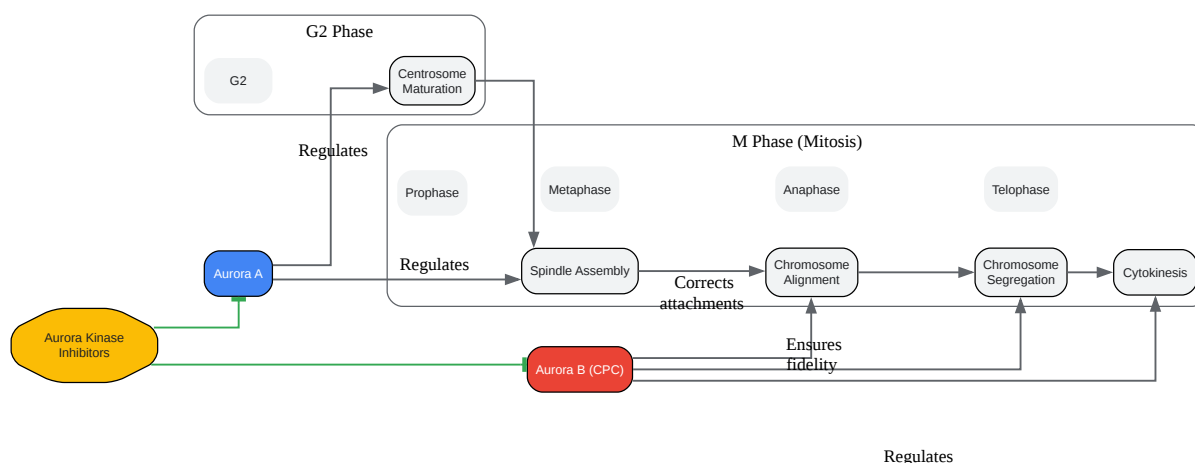 G2 Phase
G2
Centrosome
Maturation
Regulates
M Phase (Mitosis)
Prophase
Metaphase
Anaphase
Telophase
Aurora A
Regulates
Spindle Assembly
Corrects
attachments
Chromosome
Alignment
Chromosome
Segregation
Cytokinesis
Aurora Kinase
Inhibitors
Aurora B (CPC)
Ensures
fidelity
Regulates